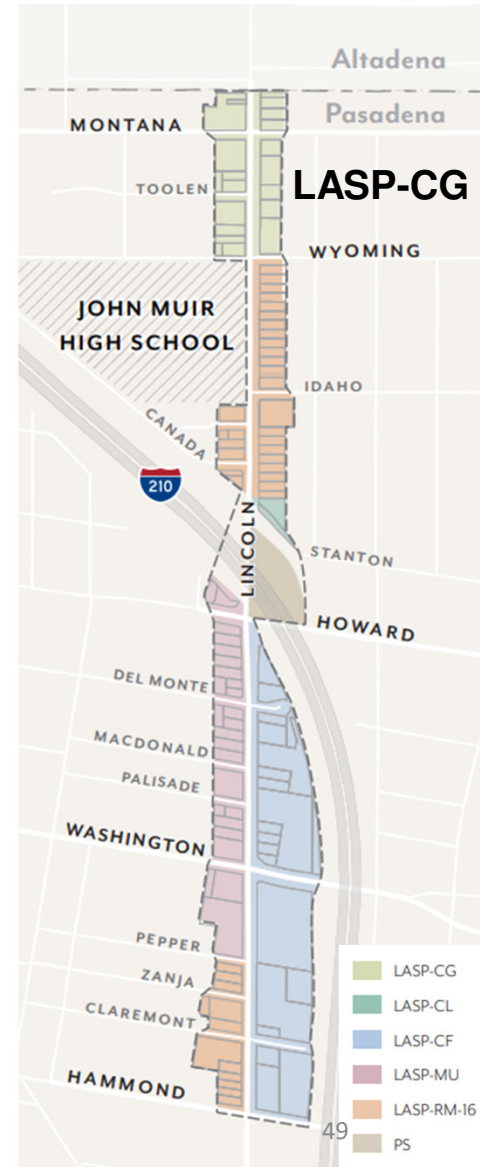 Altadena
Pasadena
MONTANA
TOOLEN
LASP-CG
WYOMING
JOHN MUIR
HIGH SCHOOL
IDAHO
CANADA
210
LINCOLN
STANTON
HOWARD
DEL MONTE
MACDONALD
PALISADE
WASHINGTON
PEPPER
ZANJA
CLAREMONT
HAMMOND
LASP-CG
LASP-CL
LASP-CF
LASP-MU
LASP-RM-16
PS
49